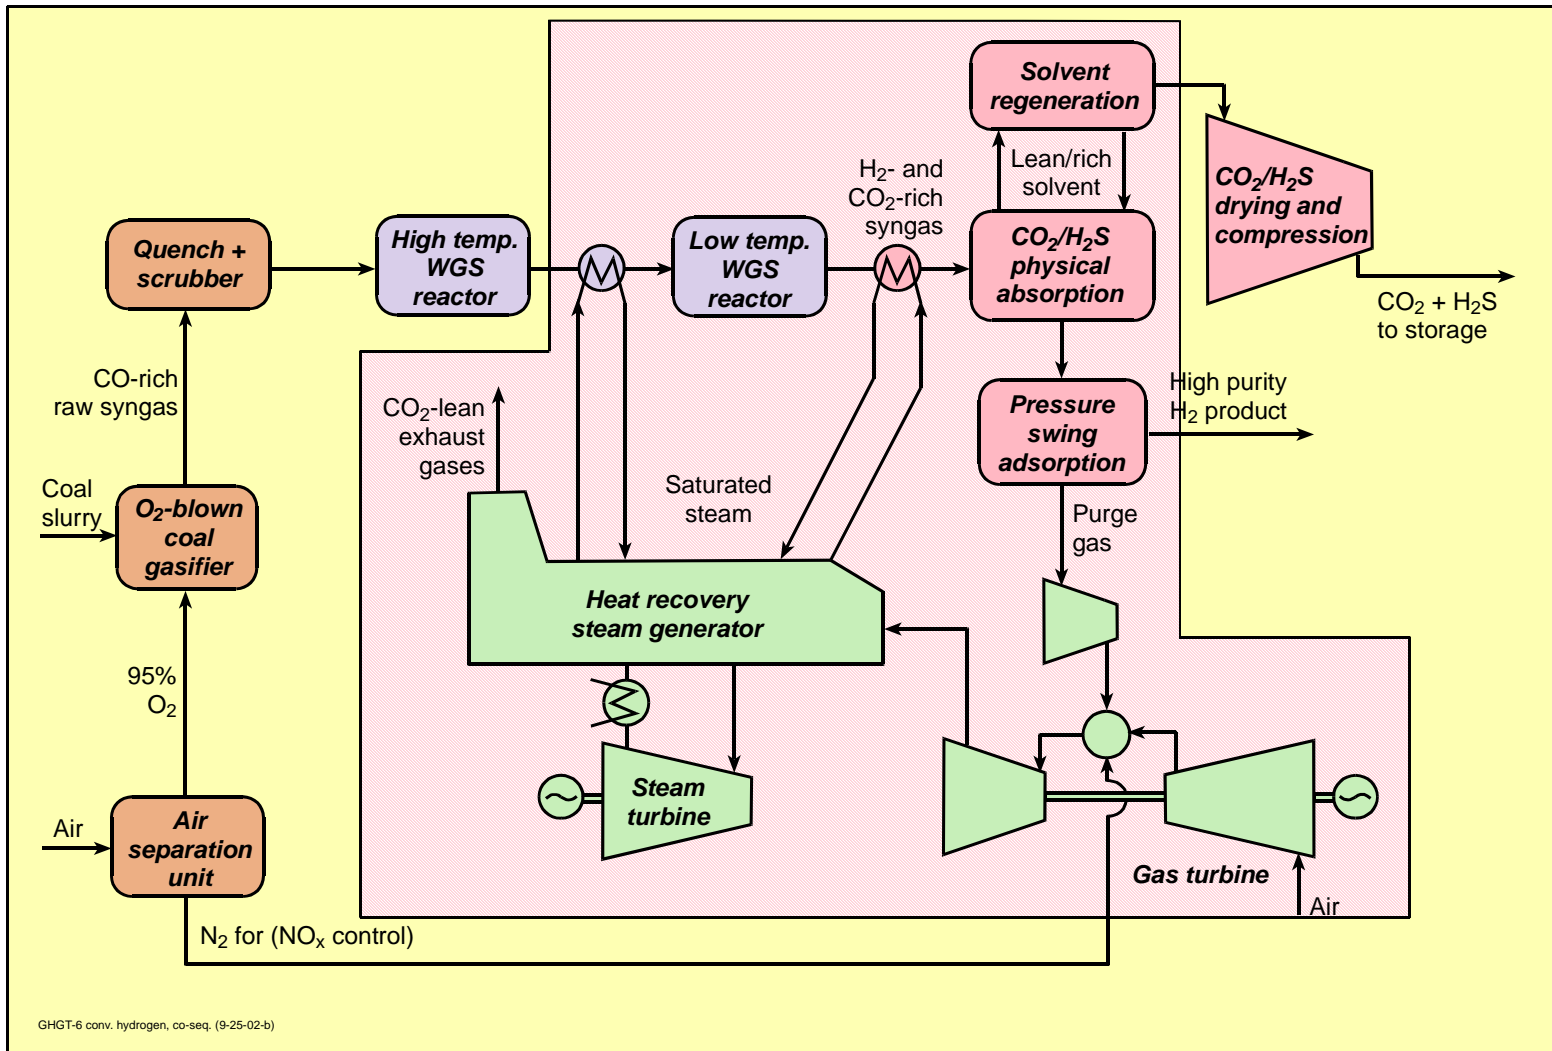 Solvent
regeneration
Lean/rich
solvent
H₂- and
CO₂-rich
syngas
CO₂/H₂S
drying and
compression
Quench +
scrubber
High temp.
WGS
reactor
Low temp.
WGS
reactor
CO₂/H₂S
physical
absorption
CO₂ + H₂S
to storage
CO-rich
raw syngas
CO₂-lean
exhaust
gases
Pressure
swing
adsorption
High purity
H₂ product
Coal
slurry
O₂-blown
coal
gasifier
Saturated
steam
Purge
gas
Heat recovery
steam generator
95%
O₂
Steam
turbine
Air
Air
separation
unit
Gas turbine
Air
N₂ for (NOₓ control)
GHGT-6 conv. hydrogen, co-seq. (9-25-02-b)